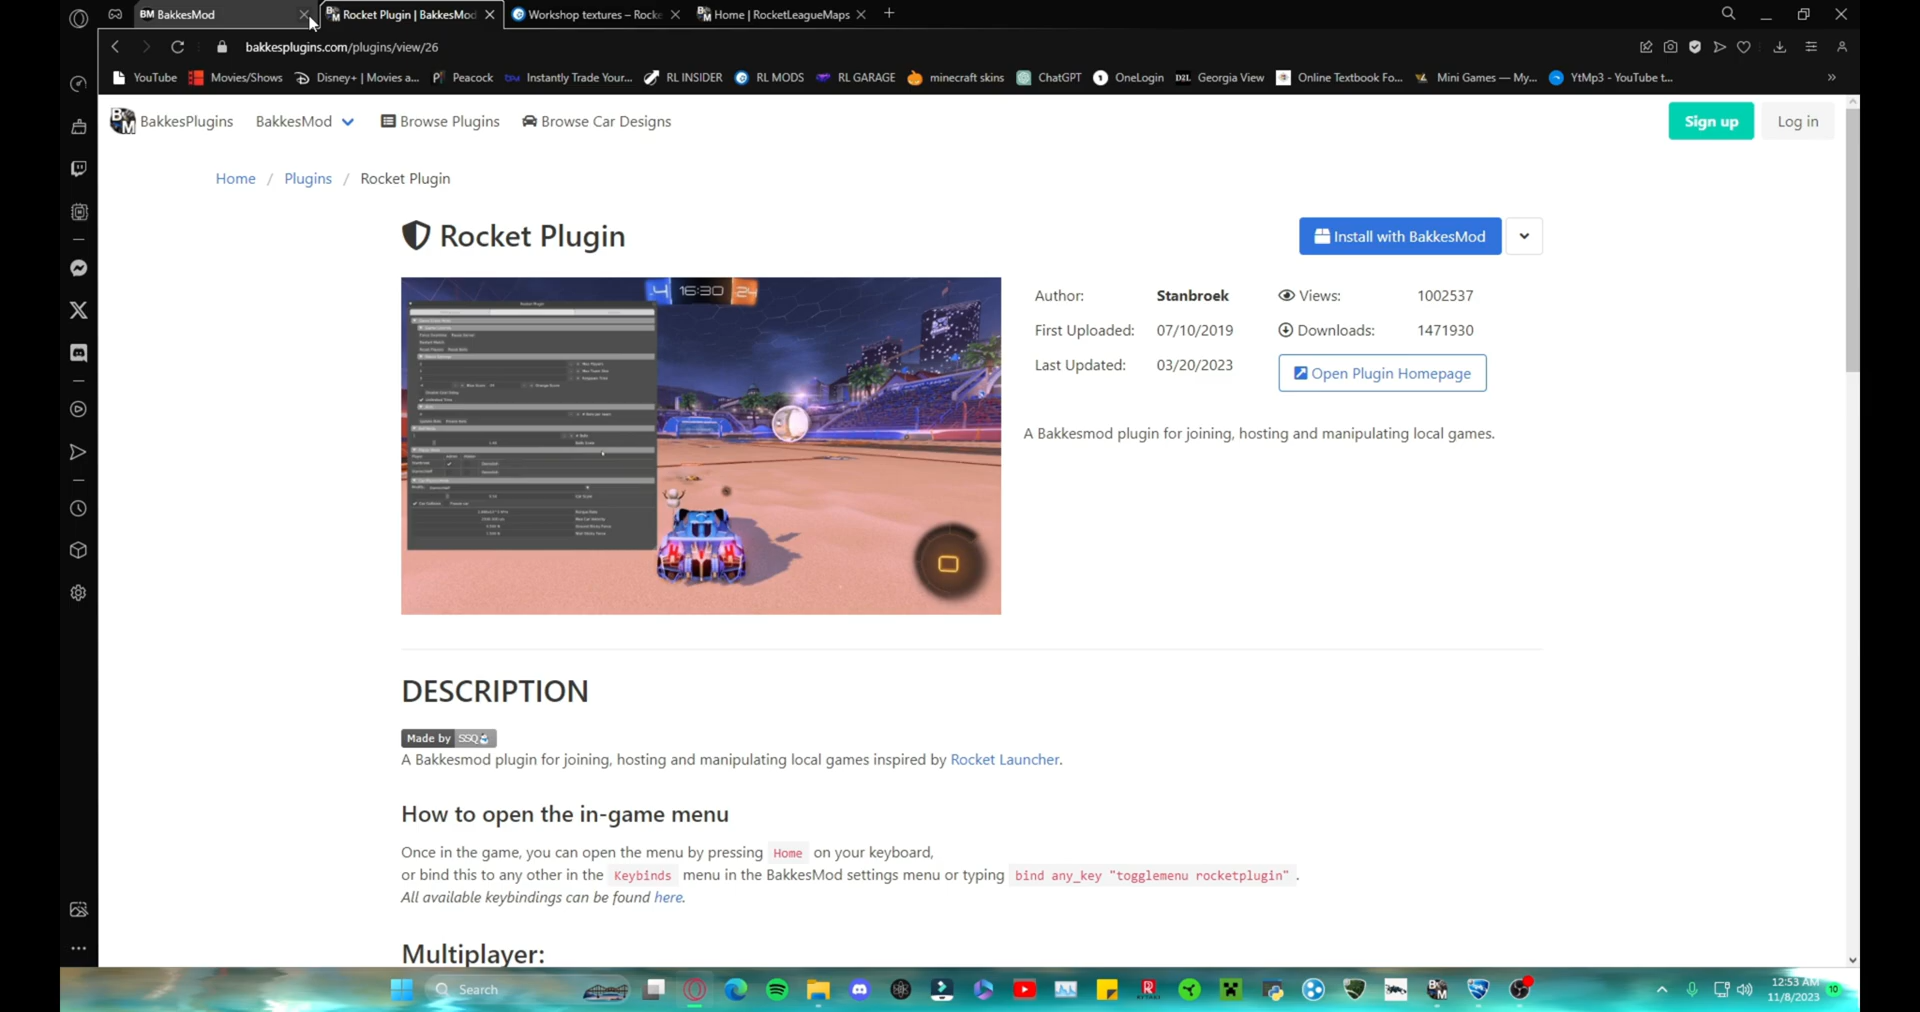 BM BakkesMod
Rocket Plugin | BakkesMod
Workshop textures – Rocke
Home | RocketLeagueMaps
bakkesplugins.com/plugins/view/26
YouTube
Movies/Shows
Disney+ | Movies a...
Peacock
Instantly Trade Your...
RL INSIDER
RL MODS
RL GARAGE
minecraft skins
ChatGPT
OneLogin
D2L Georgia View
Online Textbook Fo...
Mini Games — My...
YtMp3 - YouTube t...
BakkesPlugins
BakkesMod
Browse Plugins
Browse Car Designs
Sign up
Log in
Home / Plugins / Rocket Plugin
Rocket Plugin
Install with BakkesMod
4 16:30 24
Author: Stanbroek
Views: 1002537
First Uploaded: 07/10/2019
Downloads: 1471930
Last Updated: 03/20/2023
Open Plugin Homepage
A Bakkesmod plugin for joining, hosting and manipulating local games.
DESCRIPTION
Made by SSQ
A Bakkesmod plugin for joining, hosting and manipulating local games inspired by Rocket Launcher.
How to open the in-game menu
Once in the game, you can open the menu by pressing Home on your keyboard,
or bind this to any other in the Keybinds menu in the BakkesMod settings menu or typing bind any_key "togglemenu rocketplugin" .
All available keybindings can be found here.
Multiplayer:
Search
12:53 AM
11/8/2023
10